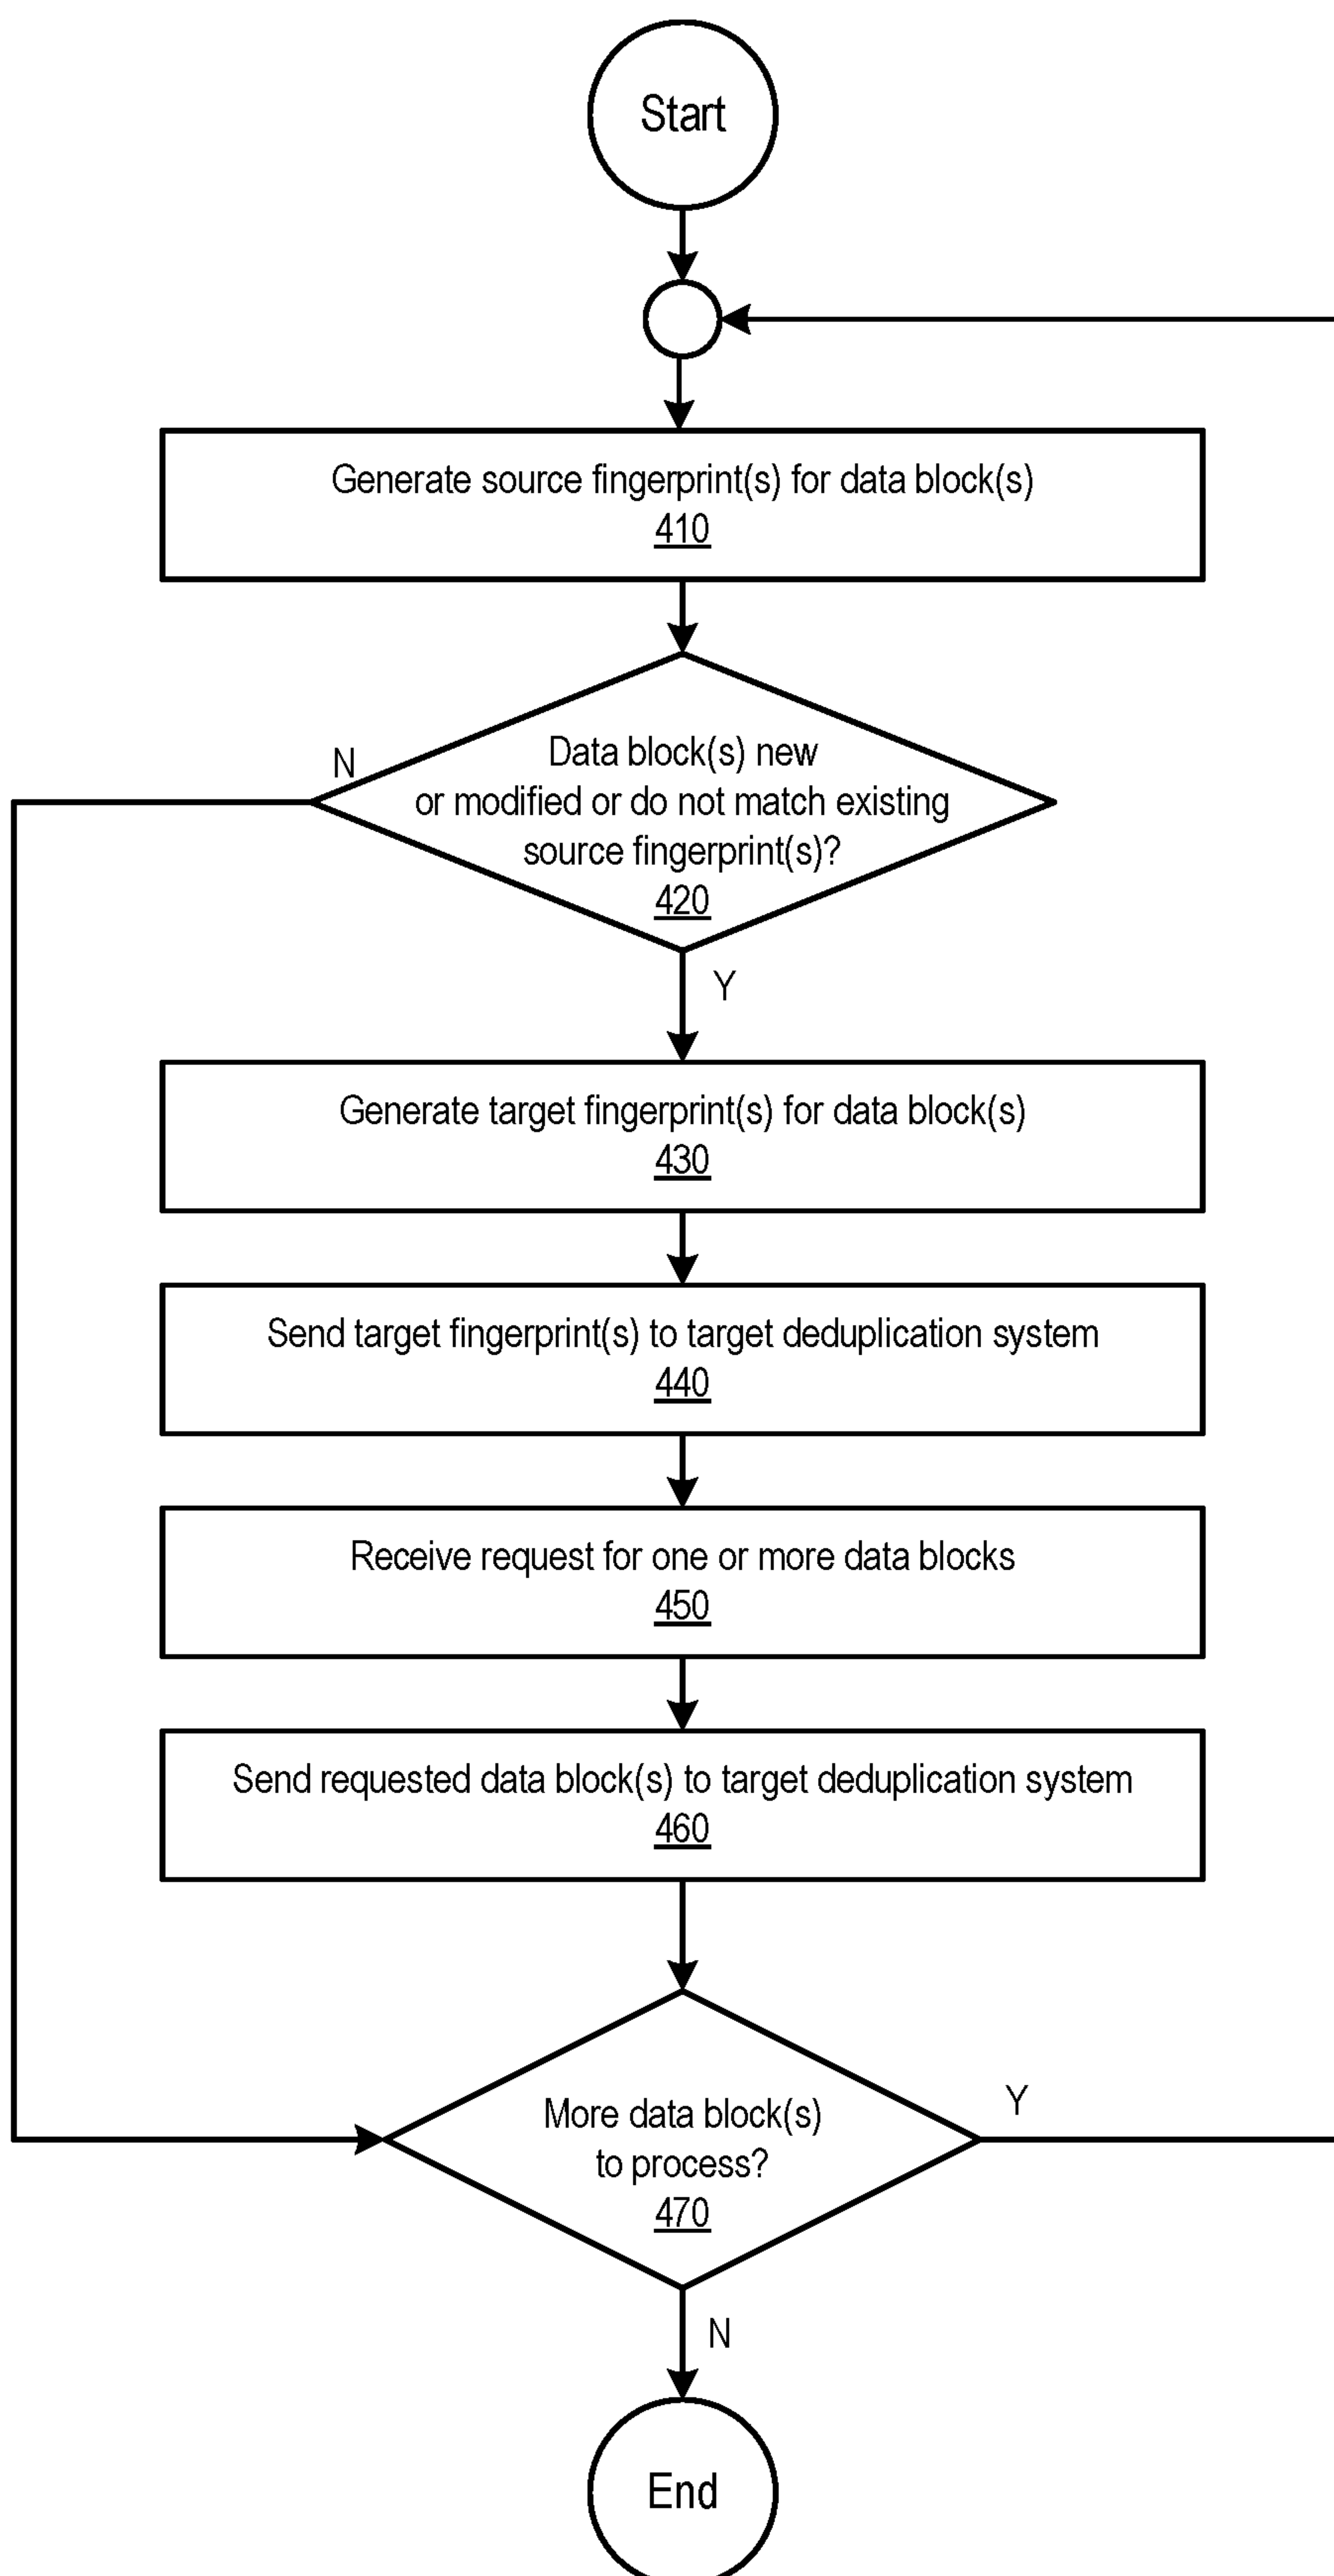 Start
Generate source fingerprint(s) for data block(s)
410
N
Data block(s) new
or modified or do not match existing
source fingerprint(s)?
420
Y
Generate target fingerprint(s) for data block(s)
430
Send target fingerprint(s) to target deduplication system
440
Receive request for one or more data blocks
450
Send requested data block(s) to target deduplication system
460
Y
More data block(s)
to process?
470
N
End